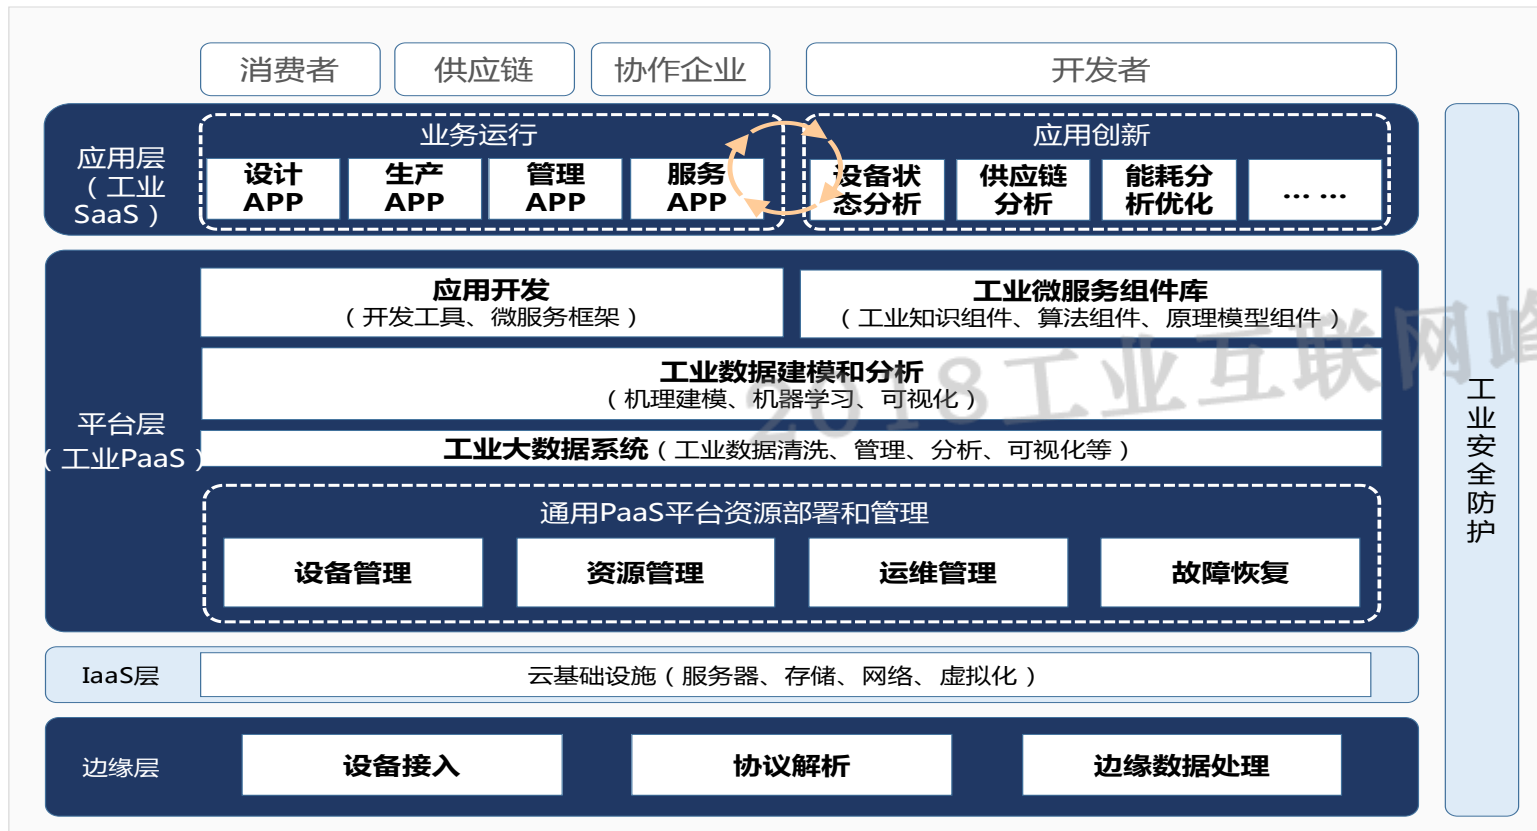 消费者
供应链
协作企业
开发者
应用层
（工业
SaaS）
业务运行
设计
APP
生产
APP
管理
APP
服务
APP
应用创新
设备状
态分析
供应链
分析
能耗分
析优化
... ...
平台层
（工业PaaS）
应用开发
（开发工具、微服务框架）
工业微服务组件库
（工业知识组件、算法组件、原理模型组件）
工业数据建模和分析
（机理建模、机器学习、可视化）
工业大数据系统（工业数据清洗、管理、分析、可视化等）
通用PaaS平台资源部署和管理
设备管理
资源管理
运维管理
故障恢复
IaaS层
云基础设施（服务器、存储、网络、虚拟化）
边缘层
设备接入
协议解析
边缘数据处理
工业安全防护
2018工业互联网峰